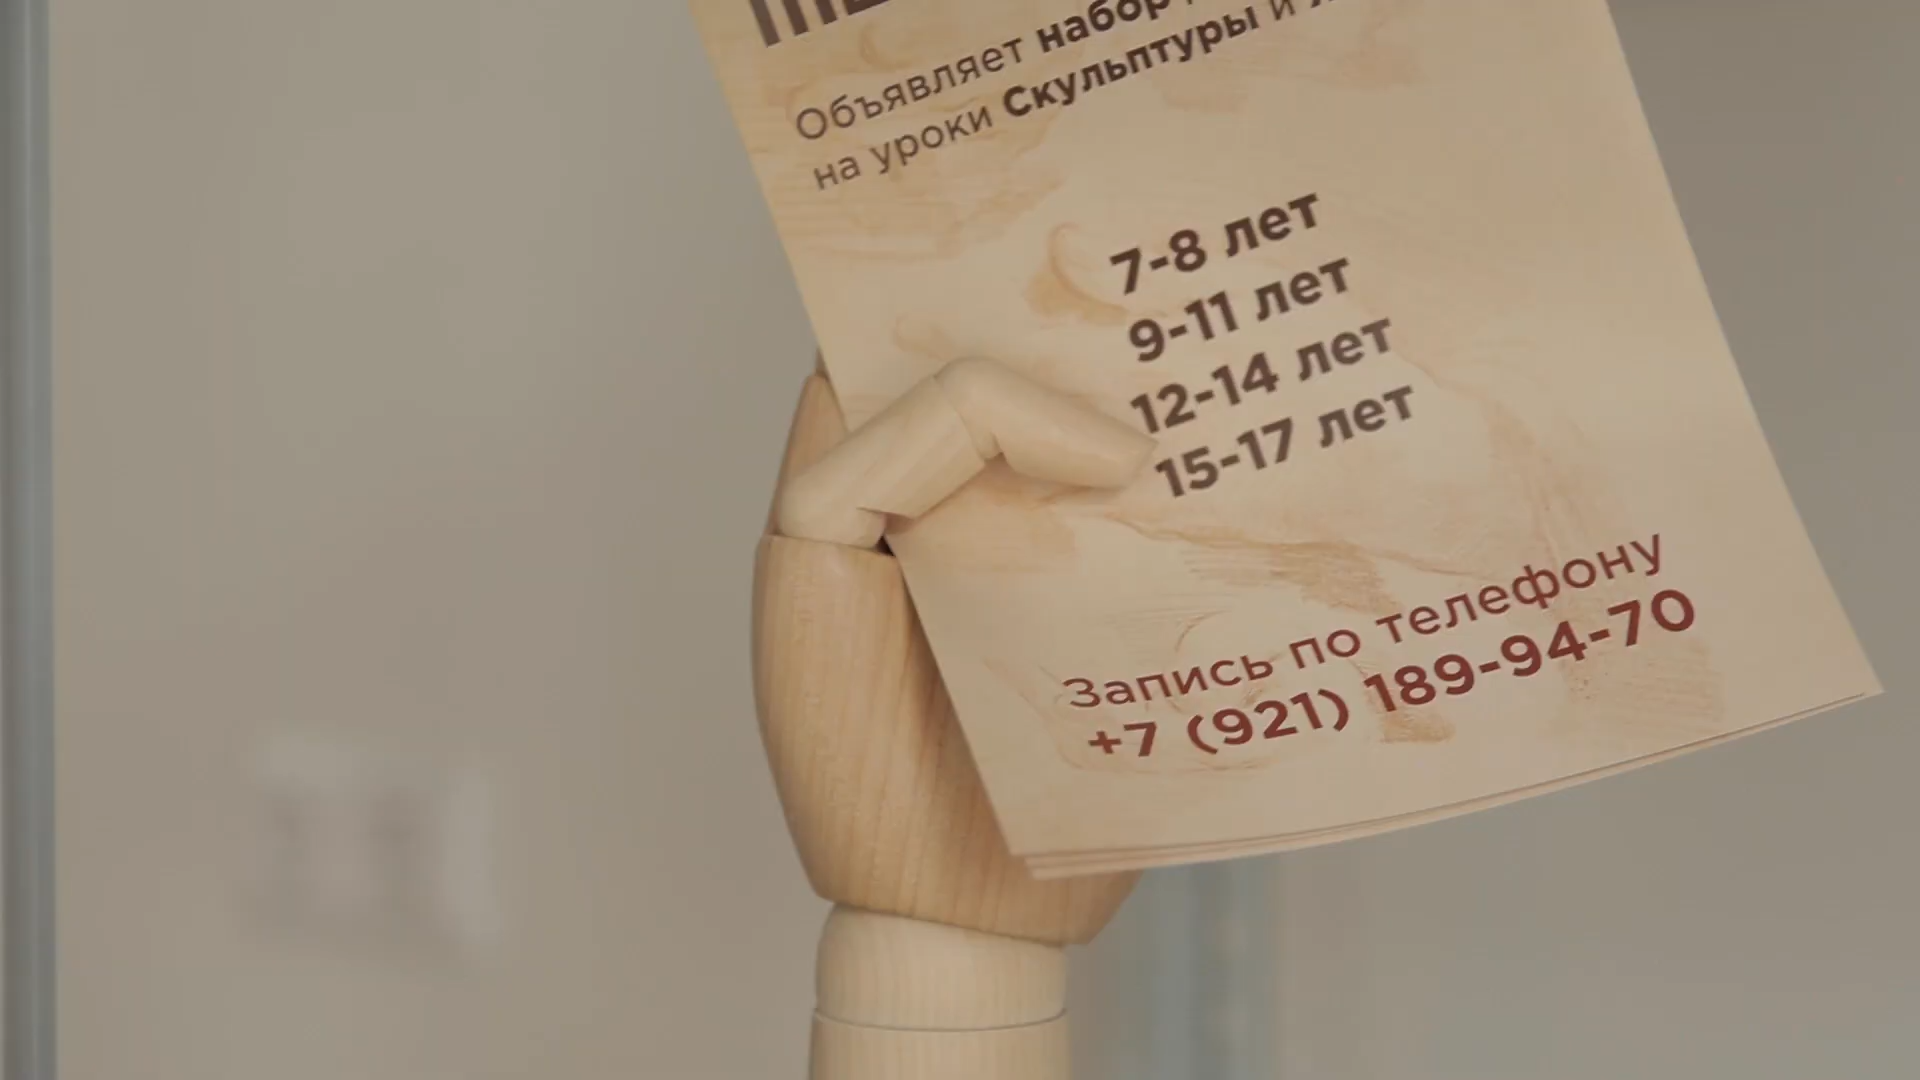 Объявляет набор
на уроки Скульптуры и
7-8 лет
9-11 лет
12-14 лет
15-17 лет
Запись по телефону
+7 (921) 189-94-70